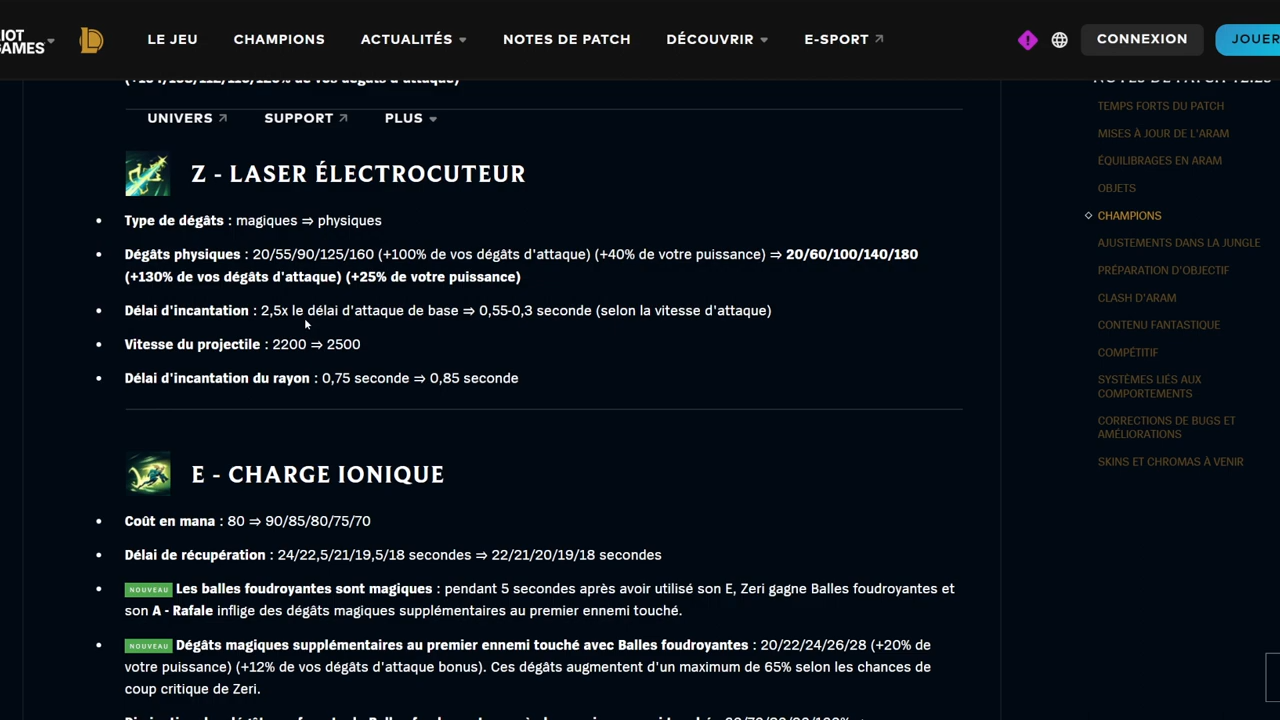 IOT
GAMES
LE JEU
CHAMPIONS
ACTUALITÉS
NOTES DE PATCH
DÉCOUVRIR
E-SPORT
CONNEXION
JOUER
UNIVERS
SUPPORT
PLUS
Z - LASER ÉLECTROCUTEUR
• Type de dégâts : magiques ⇒ physiques
• Dégâts physiques : 20/55/90/125/160 (+100% de vos dégâts d'attaque) (+40% de votre puissance) ⇒ 20/60/100/140/180
(+130% de vos dégâts d'attaque) (+25% de votre puissance)
• Délai d'incantation : 2,5x le délai d'attaque de base ⇒ 0,55-0,3 seconde (selon la vitesse d'attaque)
• Vitesse du projectile : 2200 ⇒ 2500
• Délai d'incantation du rayon : 0,75 seconde ⇒ 0,85 seconde
E - CHARGE IONIQUE
• Coût en mana : 80 ⇒ 90/85/80/75/70
• Délai de récupération : 24/22,5/21/19,5/18 secondes ⇒ 22/21/20/19/18 secondes
• NOUVEAU Les balles foudroyantes sont magiques : pendant 5 secondes après avoir utilisé son E, Zeri gagne Balles foudroyantes et
son A - Rafale inflige des dégâts magiques supplémentaires au premier ennemi touché.
• NOUVEAU Dégâts magiques supplémentaires au premier ennemi touché avec Balles foudroyantes : 20/22/24/26/28 (+20% de
votre puissance) (+12% de vos dégâts d'attaque bonus). Ces dégâts augmentent d'un maximum de 65% selon les chances de
coup critique de Zeri.
TEMPS FORTS DU PATCH
MISES À JOUR DE L'ARAM
ÉQUILIBRAGES EN ARAM
OBJETS
CHAMPIONS
AJUSTEMENTS DANS LA JUNGLE
PRÉPARATION D'OBJECTIF
CLASH D'ARAM
CONTENU FANTASTIQUE
COMPÉTITIF
SYSTÈMES LIÉS AUX
COMPORTEMENTS
CORRECTIONS DE BUGS ET
AMÉLIORATIONS
SKINS ET CHROMAS À VENIR